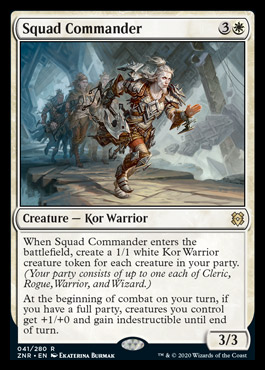 Squad Commander 3
Creature — Kor Warrior
When Squad Commander enters the
battlefield, create a 1/1 white Kor Warrior
creature token for each creature in your party.
(Your party consists of up to one each of Cleric,
Rogue, Warrior, and Wizard.)
At the beginning of combat on your turn, if
you have a full party, creatures you control
get +1/+0 and gain indestructible until end
of turn.
3/3
041/280 R
ZNR • EN EKATERINA BURMAK ™ & © 2020 Wizards of the Coast